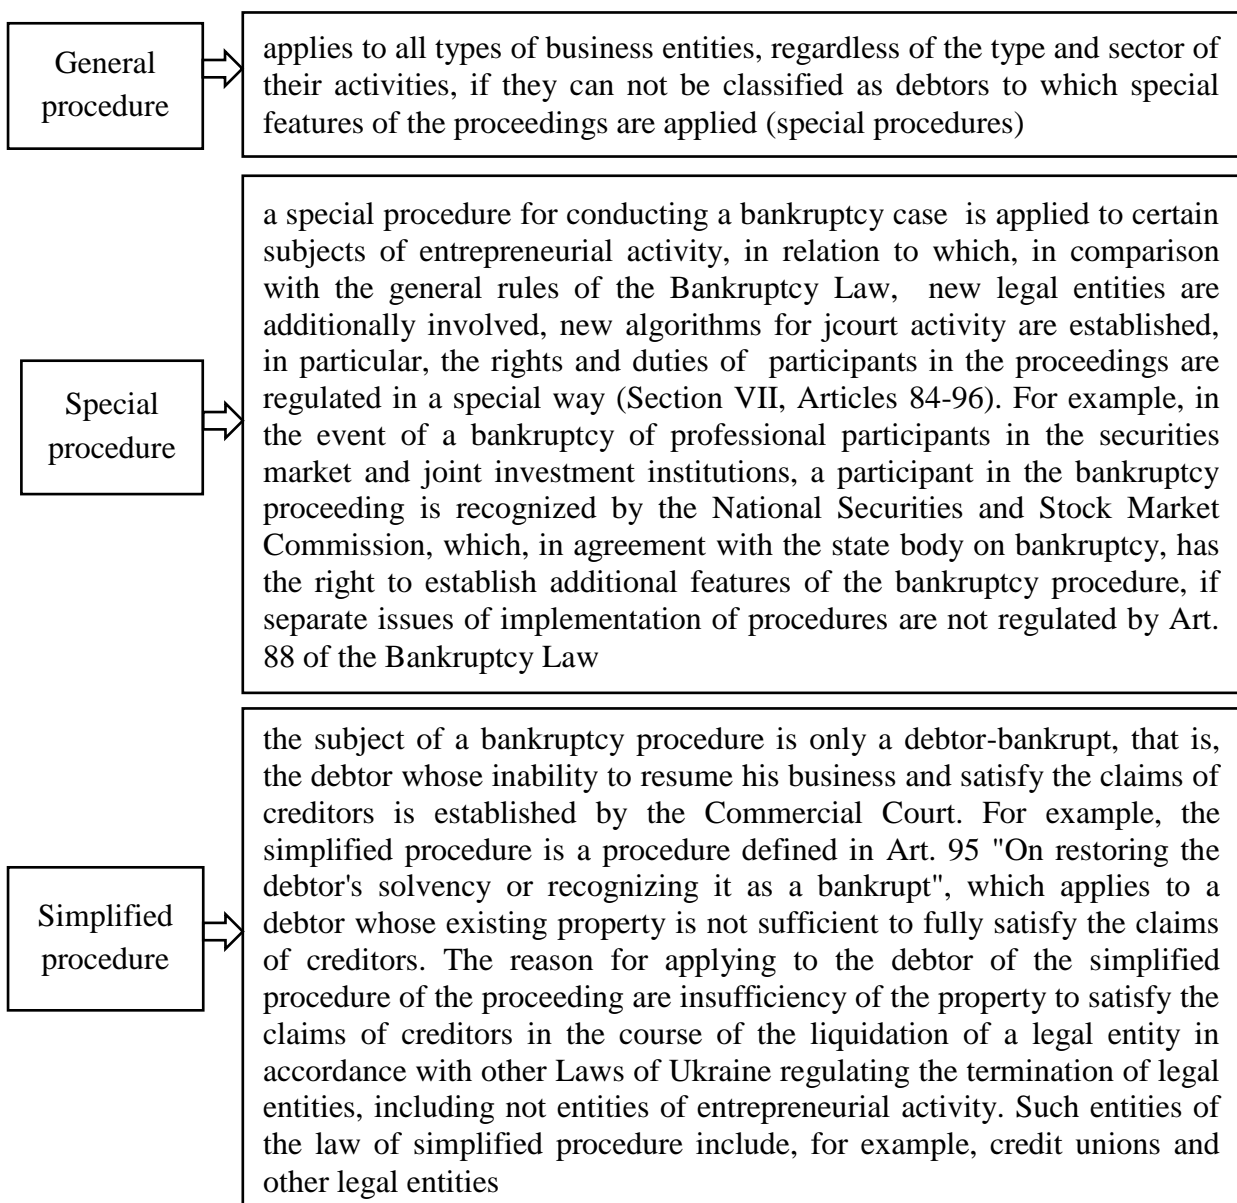 General
procedure
applies to all types of business entities, regardless of the type and sector of
their activities, if they can not be classified as debtors to which special
features of the proceedings are applied (special procedures)
Special
procedure
a special procedure for conducting a bankruptcy case is applied to certain
subjects of entrepreneurial activity, in relation to which, in comparison
with the general rules of the Bankruptcy Law, new legal entities are
additionally involved, new algorithms for jcourt activity are established,
in particular, the rights and duties of participants in the proceedings are
regulated in a special way (Section VII, Articles 84-96). For example, in
the event of a bankruptcy of professional participants in the securities
market and joint investment institutions, a participant in the bankruptcy
proceeding is recognized by the National Securities and Stock Market
Commission, which, in agreement with the state body on bankruptcy, has
the right to establish additional features of the bankruptcy procedure, if
separate issues of implementation of procedures are not regulated by Art.
88 of the Bankruptcy Law
Simplified
procedure
the subject of a bankruptcy procedure is only a debtor-bankrupt, that is,
the debtor whose inability to resume his business and satisfy the claims of
creditors is established by the Commercial Court. For example, the
simplified procedure is a procedure defined in Art. 95 "On restoring the
debtor's solvency or recognizing it as a bankrupt", which applies to a
debtor whose existing property is not sufficient to fully satisfy the claims
of creditors. The reason for applying to the debtor of the simplified
procedure of the proceeding are insufficiency of the property to satisfy the
claims of creditors in the course of the liquidation of a legal entity in
accordance with other Laws of Ukraine regulating the termination of legal
entities, including not entities of entrepreneurial activity. Such entities of
the law of simplified procedure include, for example, credit unions and
other legal entities